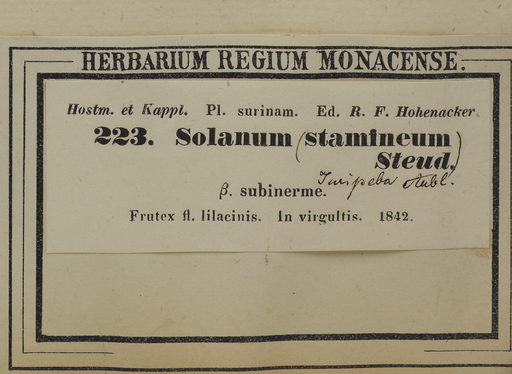 HERBARIUM REGIUM MONACENSE.
Hostm. et Kappl. Pl. surinam. Ed. R. F. Hohenacker.
223. Solanum (stamineum
Steud.)
Juripeba Aubl.
β. subinerme.
Frutex fl. lilacinis. In virgultis. 1842.